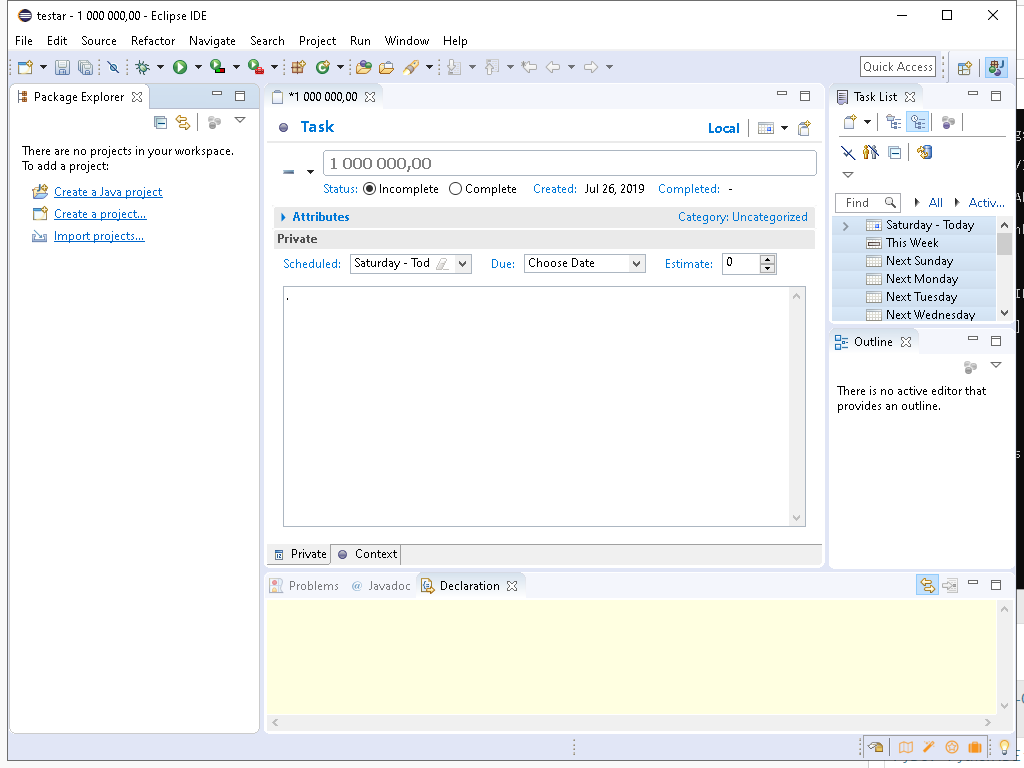 testar - 1 000 000,00 - Eclipse IDE
File Edit Source Refactor Navigate Search Project Run Window Help
Quick Access
Package Explorer
There are no projects in your workspace.
To add a project:
Create a Java project
Create a project...
Import projects...
*1 000 000,00
Task
Local
1 000 000,00
Status: Incomplete Complete Created: Jul 26, 2019 Completed: -
Attributes Category: Uncategorized
Private
Scheduled: Saturday - Tod Due: Choose Date Estimate: 0
.
Private Context
Task List
Find All Activ...
Saturday - Today
This Week
Next Sunday
Next Monday
Next Tuesday
Next Wednesday
Outline
There is no active editor that
provides an outline.
Problems @ Javadoc Declaration